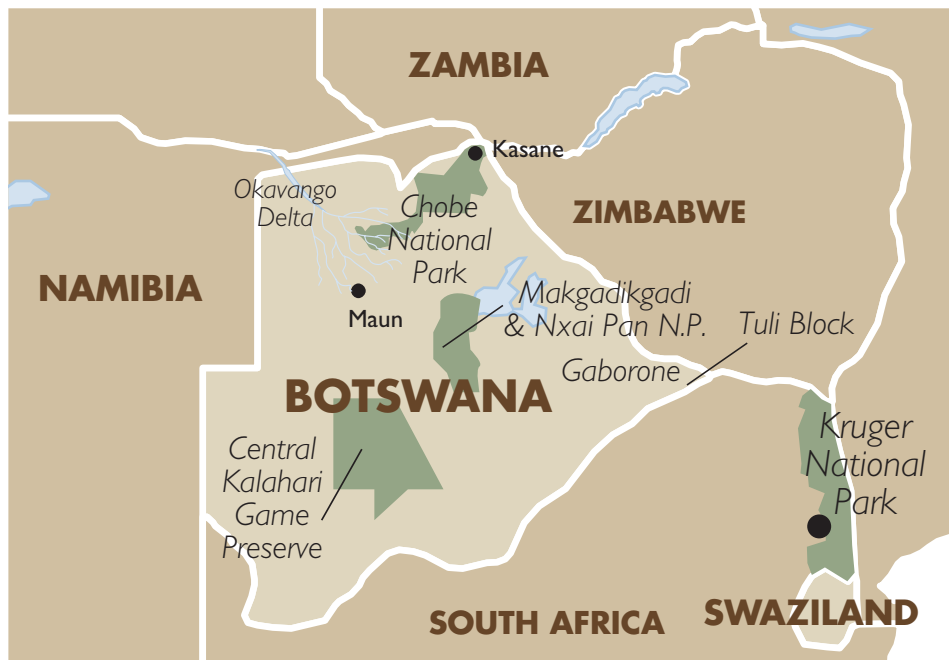 ZAMBIA
Kasane
Okavango
Delta
Chobe
National
Park
ZIMBABWE
NAMIBIA
Maun
Makgadikgadi
& Nxai Pan N.P.
Tuli Block
Gaborone
BOTSWANA
Central
Kalahari
Game
Preserve
Kruger
National
Park
SOUTH AFRICA
SWAZILAND